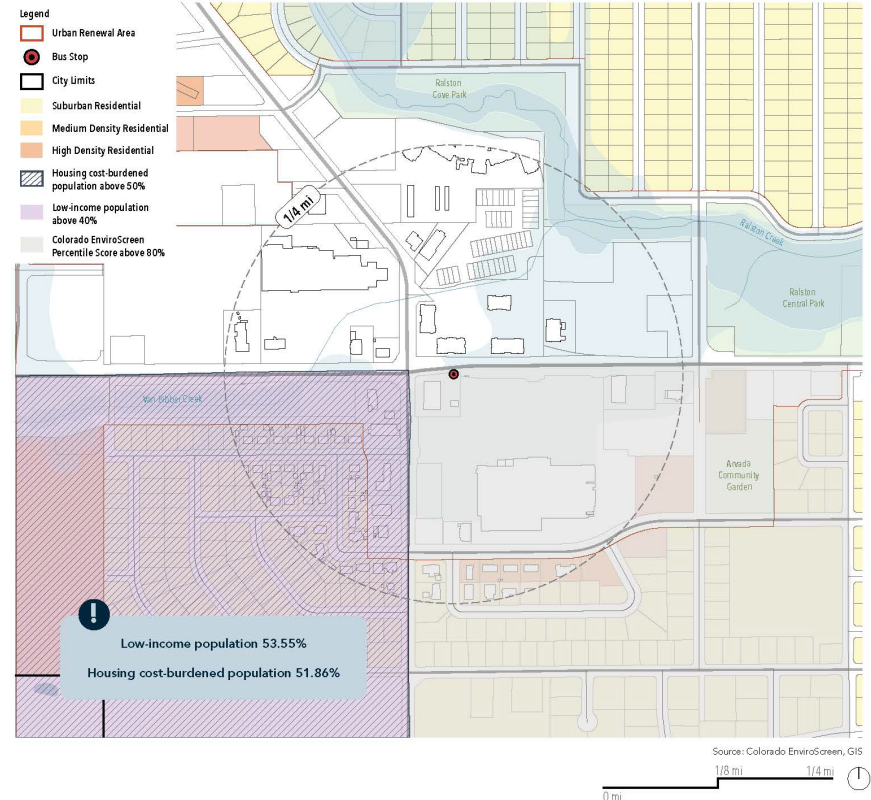 Legend
Urban Renewal Area
Bus Stop
City Limits
Suburban Residential
Medium Density Residential
High Density Residential
Housing cost-burdened
population above 50%
Low-income population
above 40%
Colorado EnviroScreen
Percentile Score above 80%
Ralston
Cove Park
1/4 mi
Ralston Creek
Ralston
Central Park
Van Bibber Creek
Arvada
Community
Garden
!
Low-income population 53.55%
Housing cost-burdened population 51.86%
Source: Colorado EnviroScreen, GIS
1/8 mi
1/4 mi
0 mi